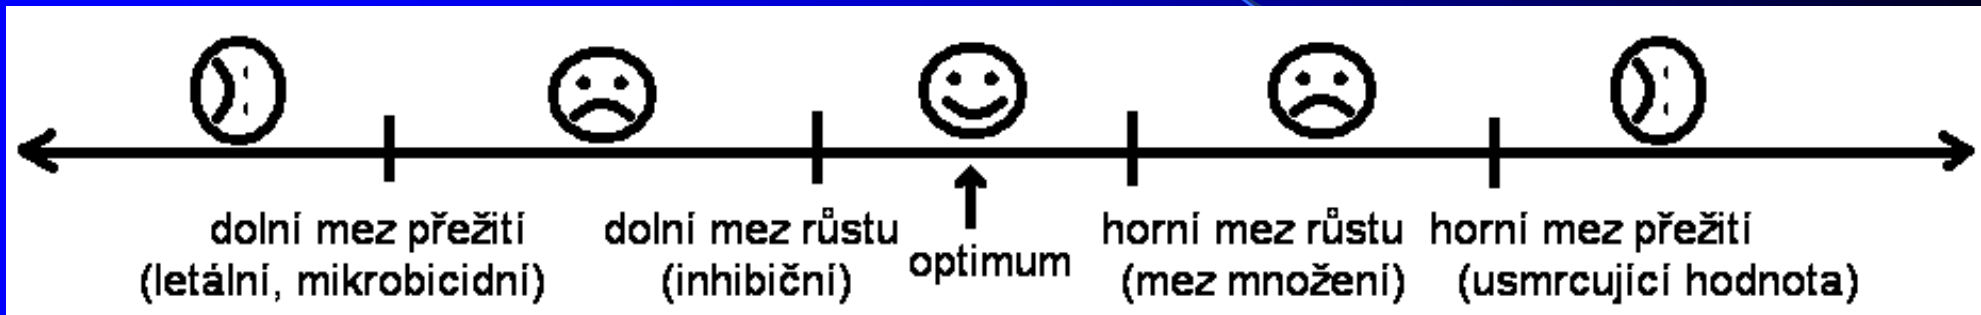 dolní mez přežití
(letální, mikrobicidní)
dolní mez růstu
(inhibiční)
optimum
horní mez růstu
(mez množení)
horní mez přežití
(usmrcující hodnota)